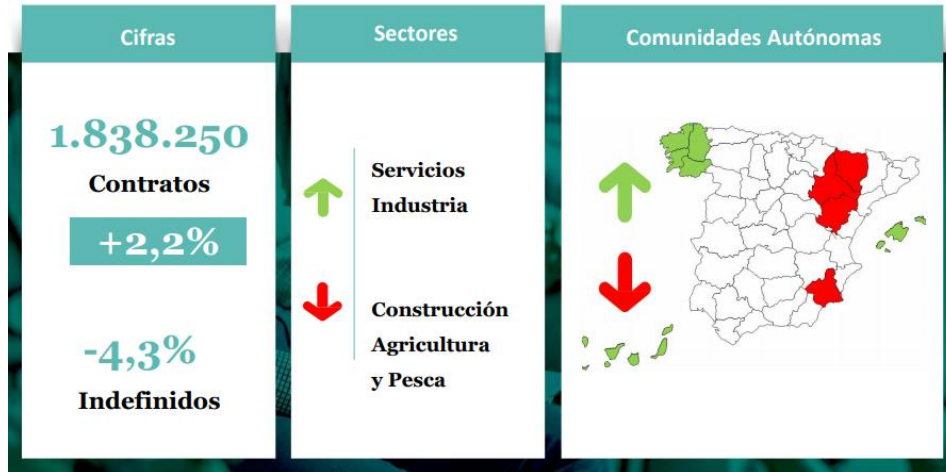 Cifras
1.838.250
Contratos
+2,2%
-4,3%
Indefinidos
Sectores
Servicios
Industria
Construcción
Agricultura
y Pesca
Comunidades Autónomas